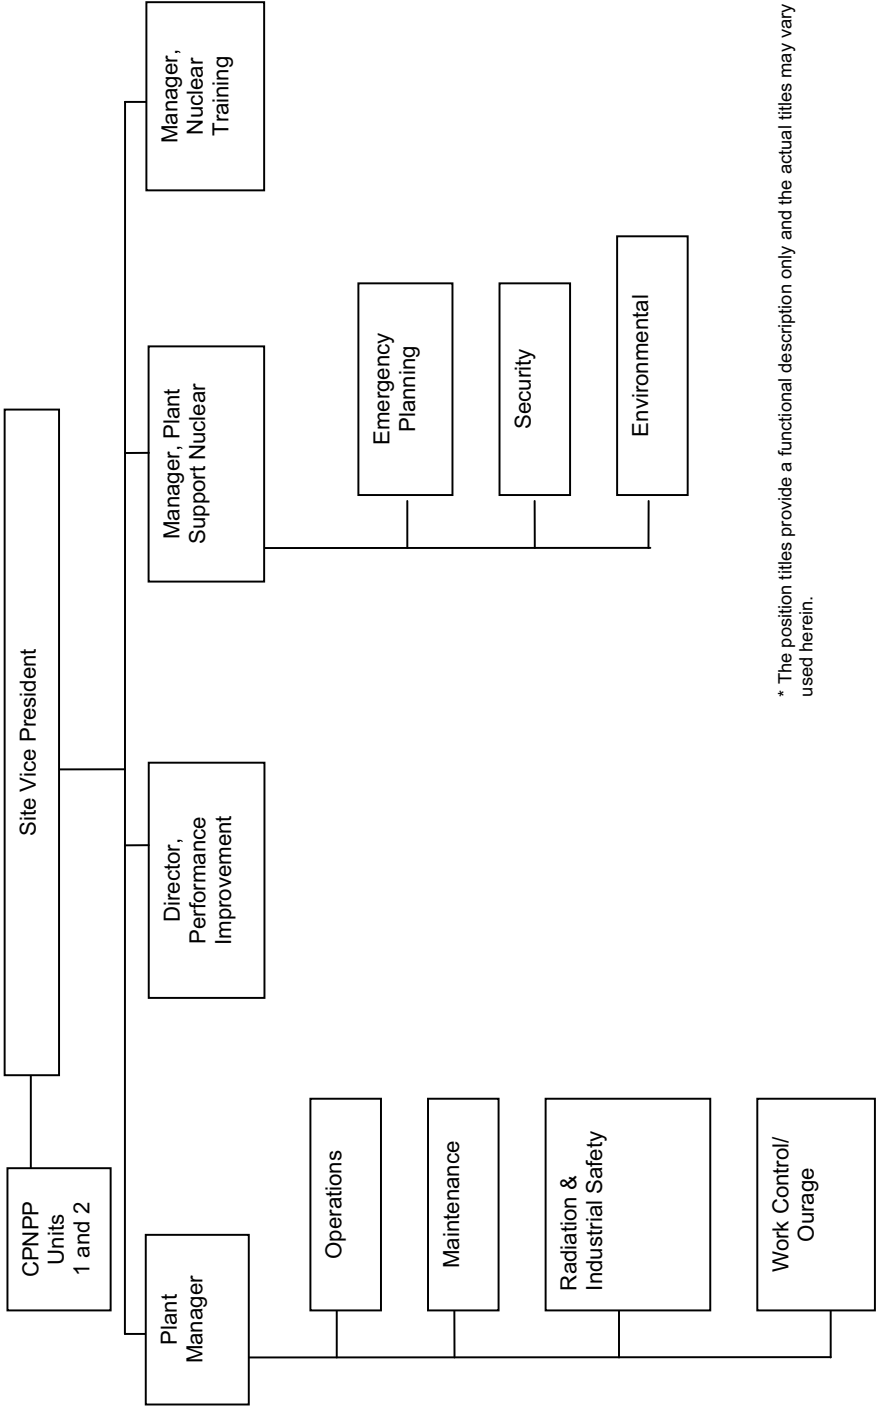 Site Vice President
CPNPP
Units
1 and 2
Plant
Manager
Director,
Performance
Improvement
Manager, Plant
Support Nuclear
Manager,
Nuclear
Training
Operations
Maintenance
Radiation &
Industrial Safety
Work Control/
Ourage
Emergency
Planning
Security
Environmental
* The position titles provide a functional description only and the actual titles may vary
used herein.